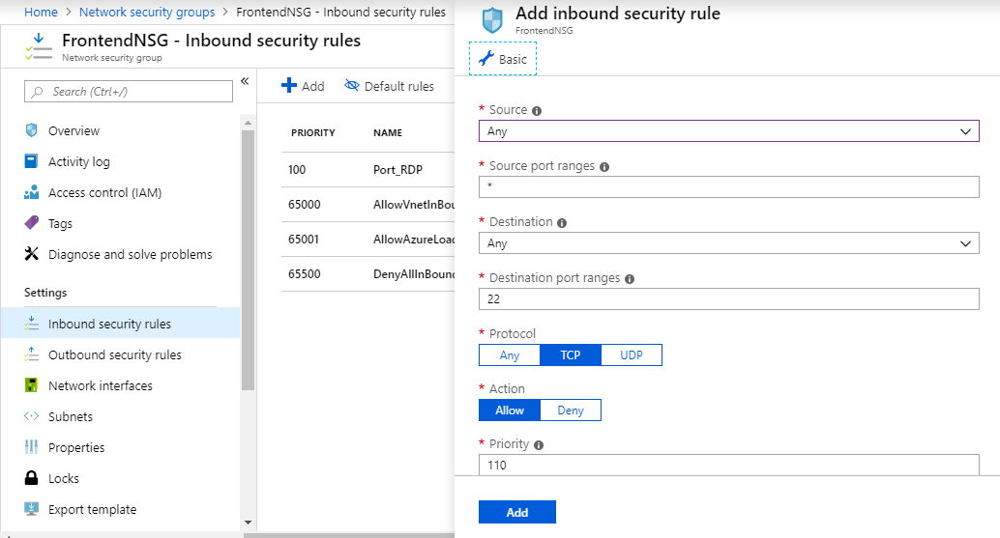 Home > Network security groups > FrontendNSG - Inbound security rules
FrontendNSG - Inbound security rules
Network security group
Search (Ctrl+/)
«
Overview
Activity log
Access control (IAM)
Tags
Diagnose and solve problems
Settings
Inbound security rules
Outbound security rules
Network interfaces
Subnets
Properties
Locks
Export template
Add Default rules
PRIORITY NAME
100 Port_RDP
65000 AllowVnetInBou
65001 AllowAzureLoad
65500 DenyAllInBound
Add inbound security rule
FrontendNSG
Basic
* Source
Any
* Source port ranges
*
* Destination
Any
* Destination port ranges
22
* Protocol
Any TCP UDP
* Action
Allow Deny
* Priority
110
Add